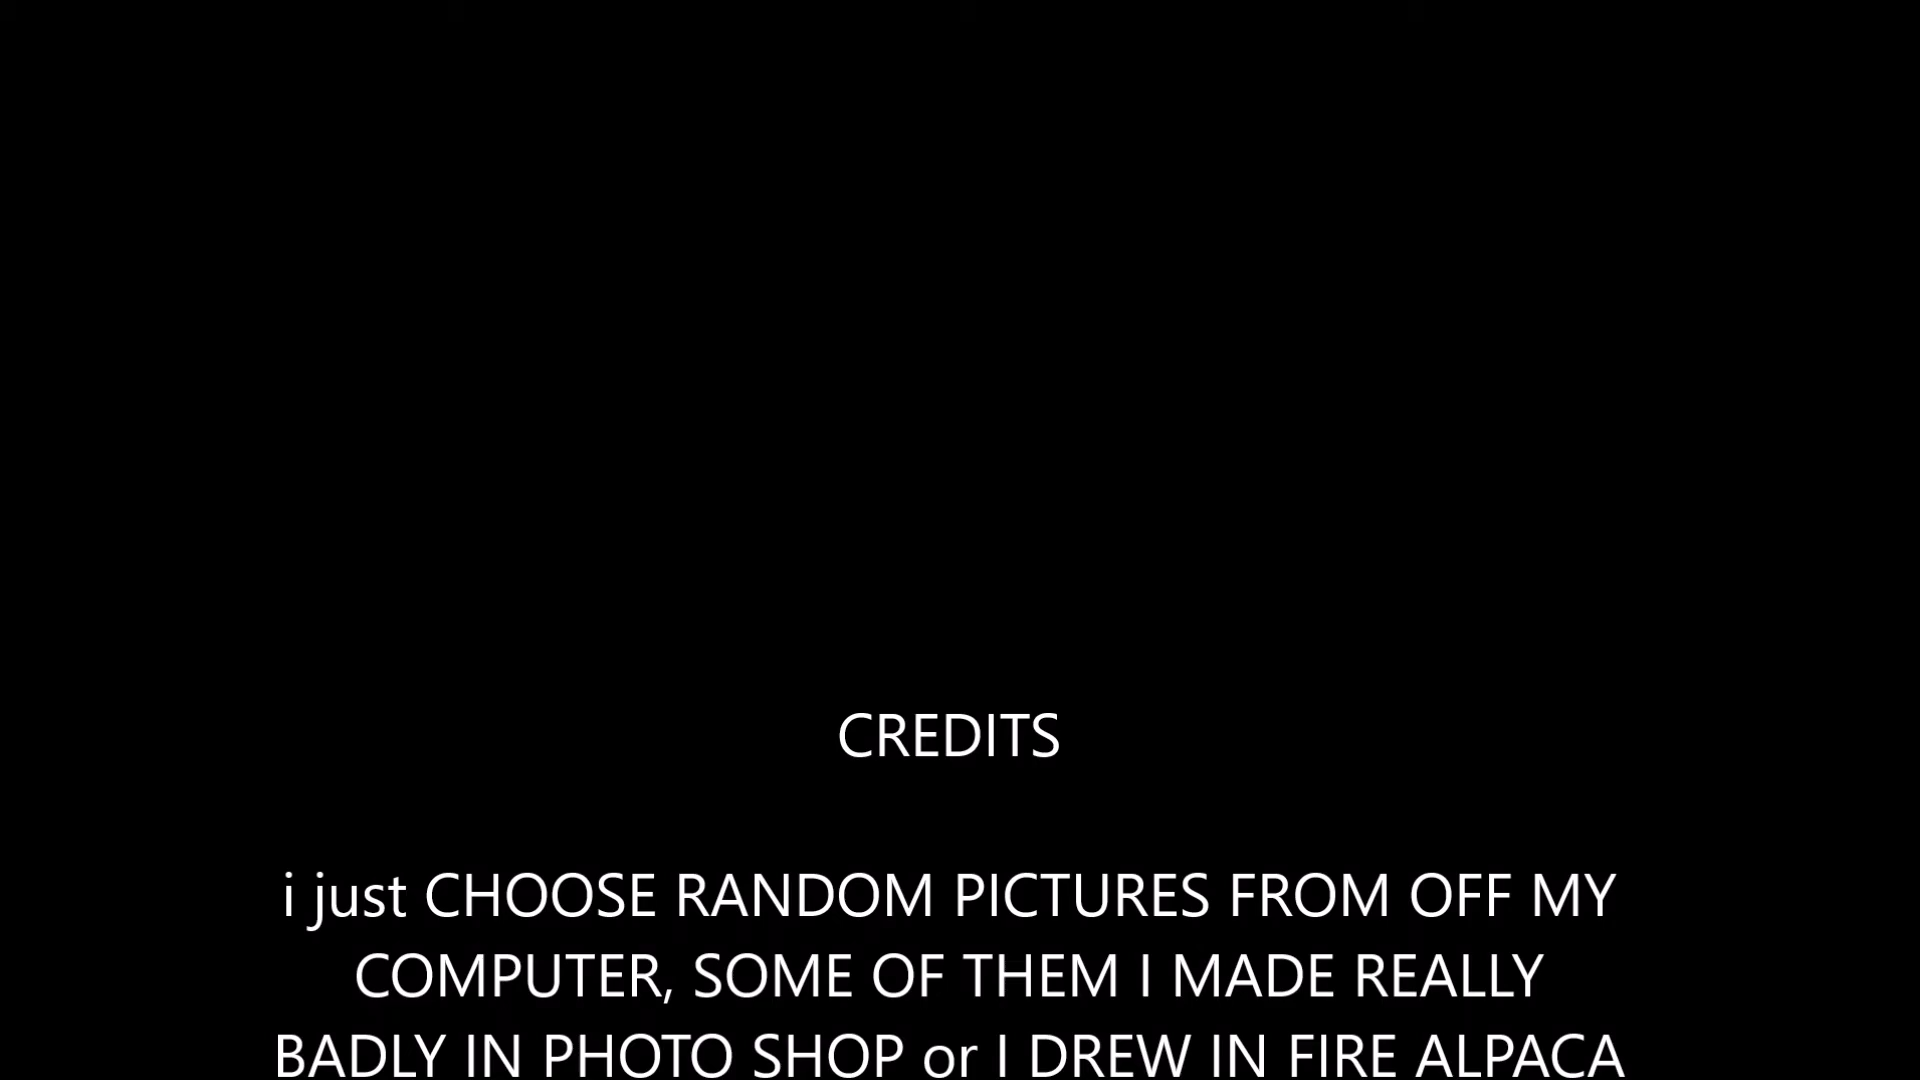 CREDITS
i just CHOOSE RANDOM PICTURES FROM OFF MY
COMPUTER, SOME OF THEM I MADE REALLY
BADLY IN PHOTO SHOP or I DREW IN FIRE ALPACA